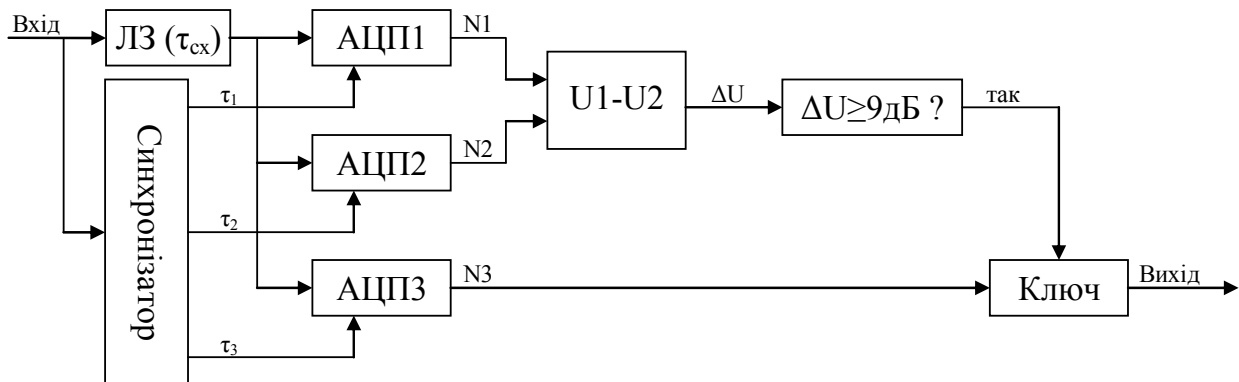 Вхід
ЛЗ (τсх)
АЦП1
N1
U1-U2
ΔU
ΔU≥9дБ ?
так
Синхронізатор
τ1
АЦП2
N2
τ2
АЦП3
N3
Ключ
Вихід
τ3